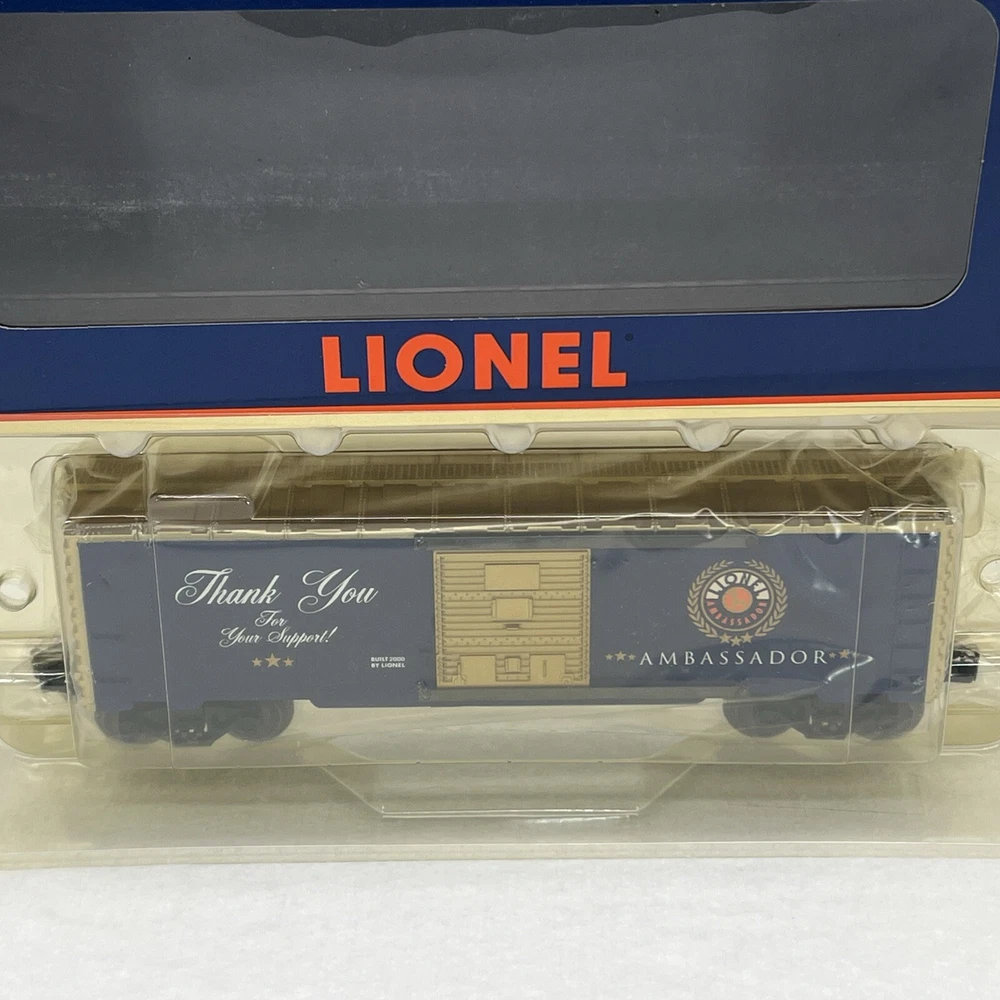 LIONEL
Thank You
For
Your Support!
BUILT 2000
BY LIONEL
LIONEL
AMBASSADOR
AMBASSADOR